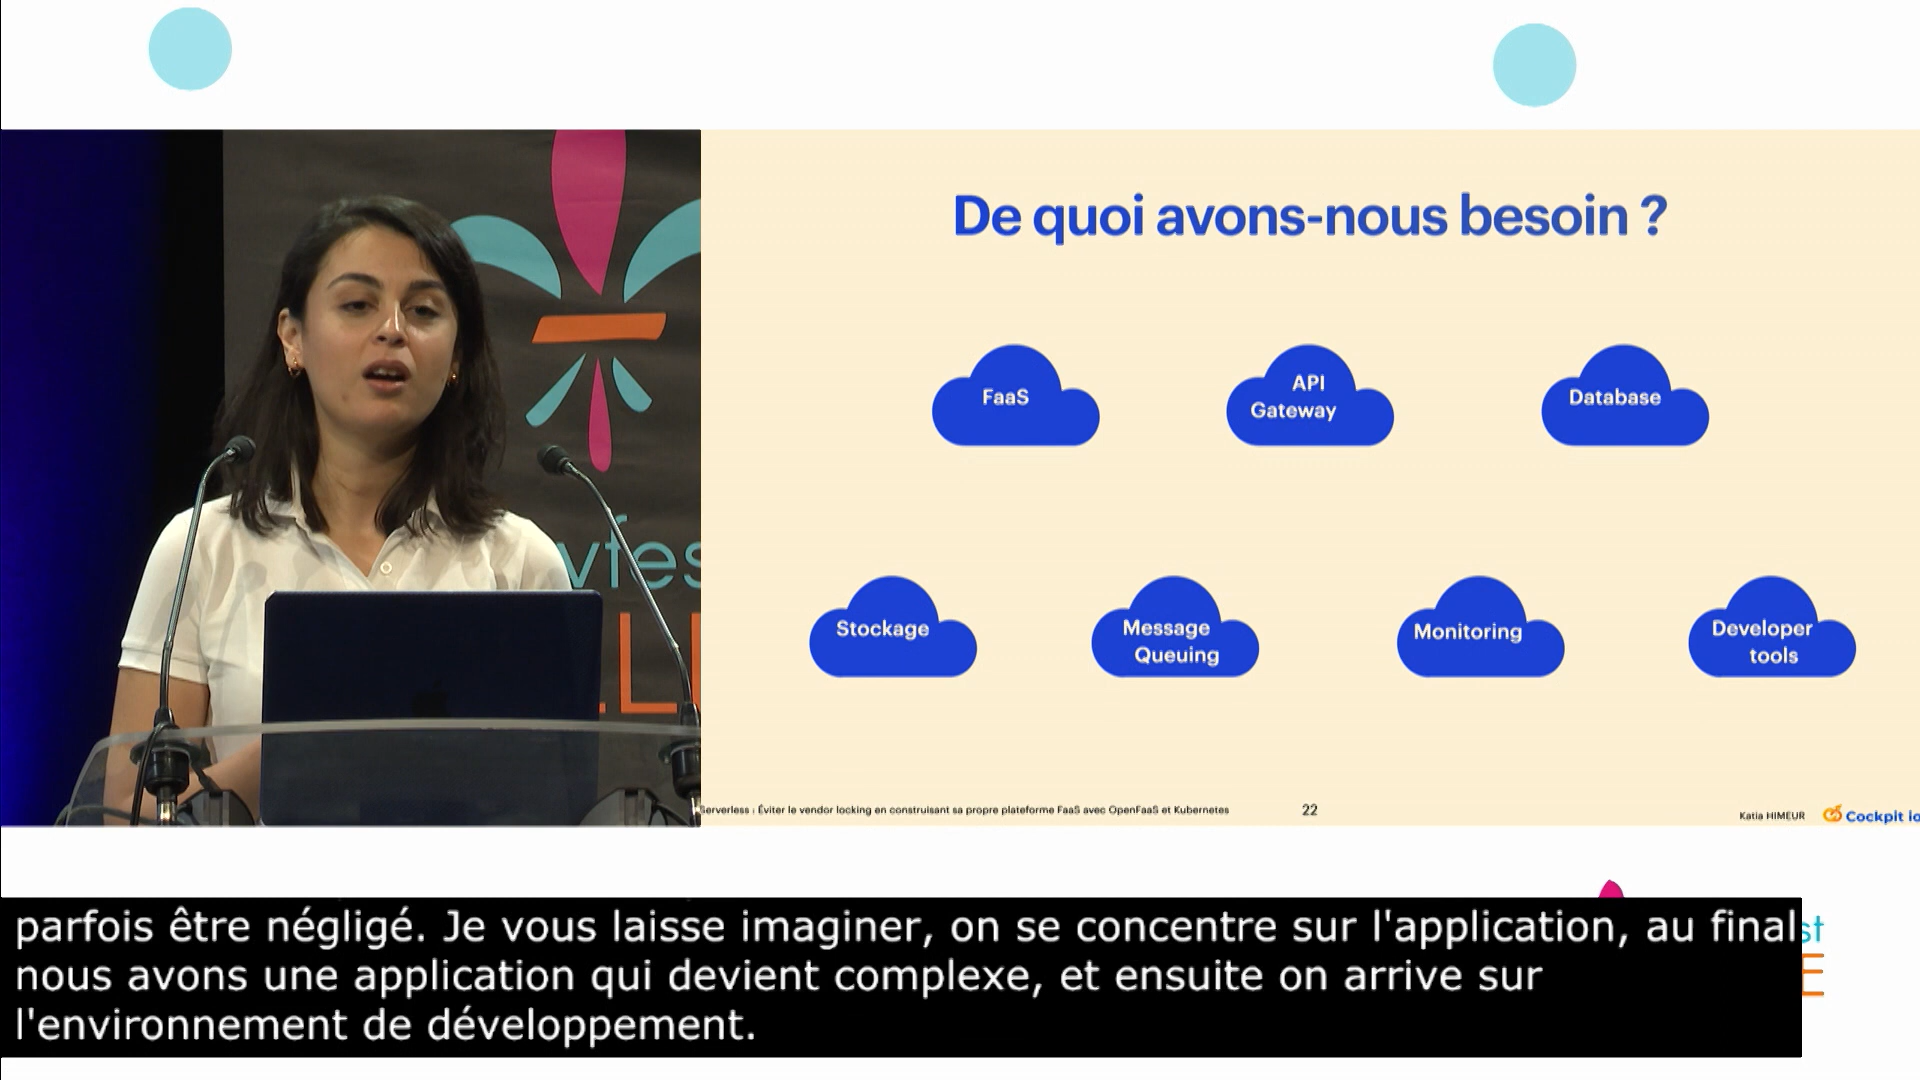 De quoi avons-nous besoin ?
FaaS
API
Gateway
Database
Stockage
Message
Queuing
Monitoring
Developer
tools
Serverless : Éviter le vendor locking en construisant sa propre plateforme FaaS avec OpenFaaS et Kubernetes
22
Katia HIMEUR
Cockpit io
parfois être négligé. Je vous laisse imaginer, on se concentre sur l'application, au final
nous avons une application qui devient complexe, et ensuite on arrive sur
l'environnement de développement.